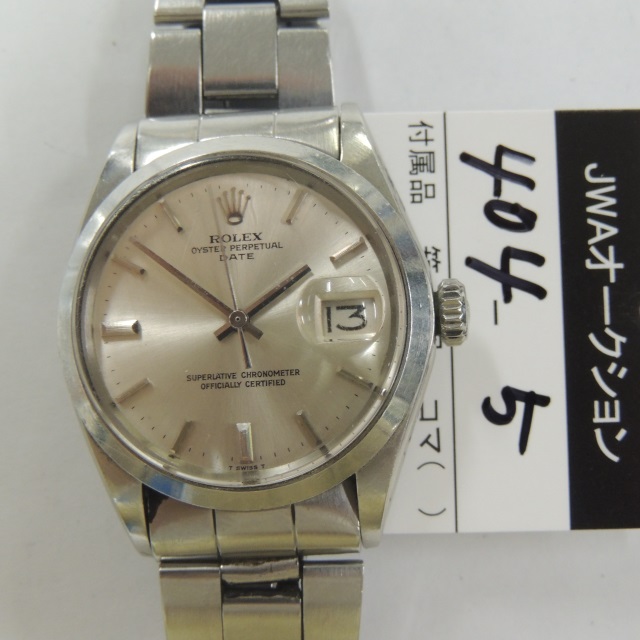 ROLEX
OYSTER PERPETUAL
DATE
13
SUPERLATIVE CHRONOMETER
OFFICIALLY CERTIFIED
T SWISS T
JWAオークション
404-5
付属品
コマ( )